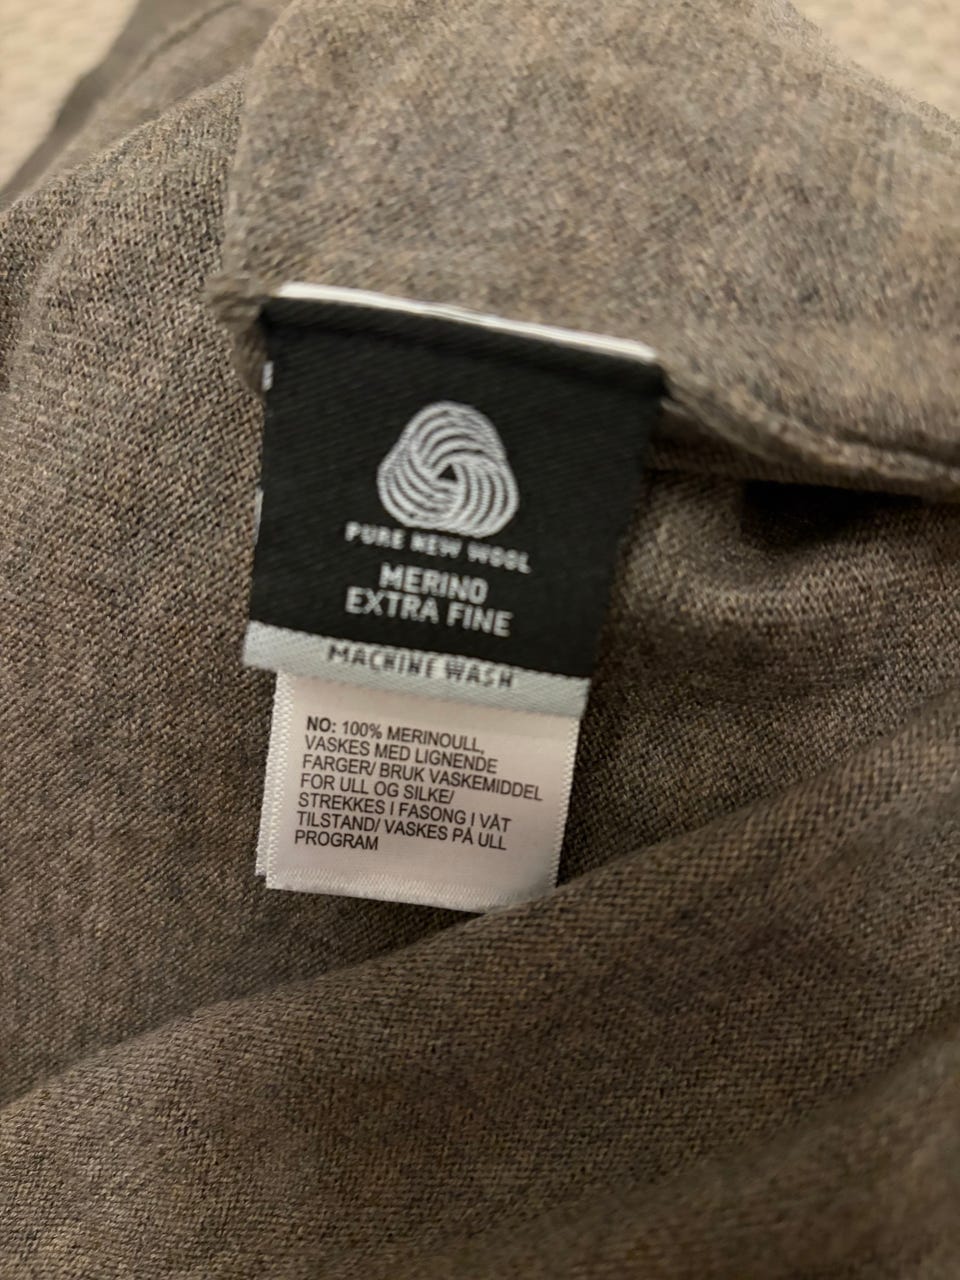 PURE NEW WOOL
MERINO
EXTRA FINE
MACHINE WASH
NO: 100% MERINOULL,
VASKES MED LIGNENDE
FARGER/ BRUK VASKEMIDDEL
FOR ULL OG SILKE/
STREKKES I FASONG I VÅT
TILSTAND/ VASKES PÅ ULL
PROGRAM